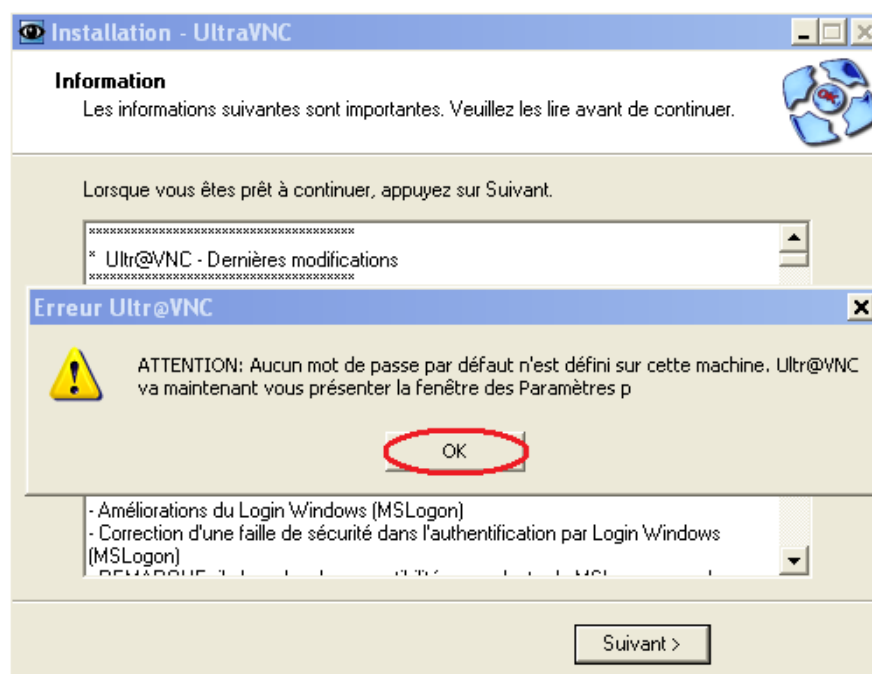 Installation - UltraVNC
Information
Les informations suivantes sont importantes. Veuillez les lire avant de continuer.
OK
Lorsque vous êtes prêt à continuer, appuyez sur Suivant.
**************************************
* Ultr@VNC - Dernières modifications
**************************************
Erreur Ultr@VNC
ATTENTION: Aucun mot de passe par défaut n'est défini sur cette machine. Ultr@VNC
va maintenant vous présenter la fenêtre des Paramètres p
OK
- Améliorations du Login Windows (MSLogon)
- Correction d'une faille de sécurité dans l'authentification par Login Windows
(MSLogon)
Suivant >